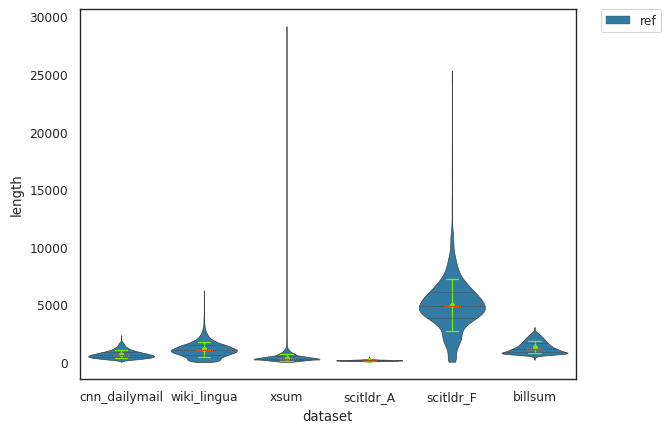 30000
25000
20000
15000
10000
5000
0
length
cnn_dailymail wiki_lingua xsum scitldr_A scitldr_F billsum
dataset
ref